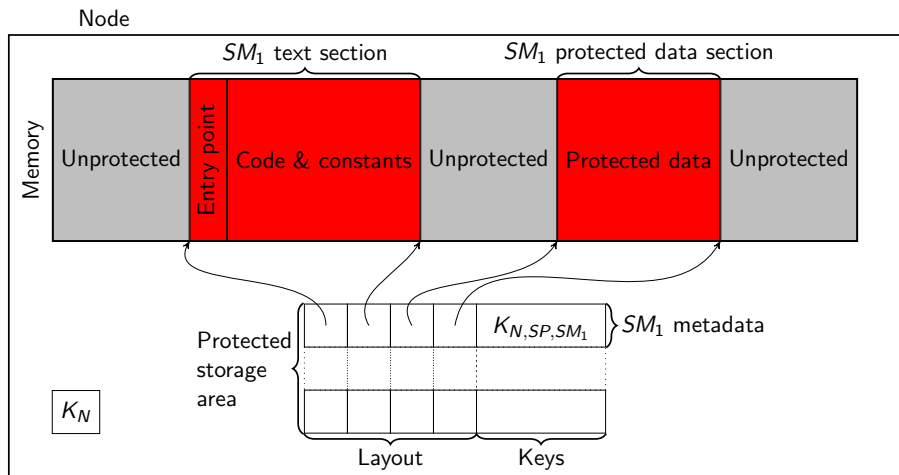 Node
SM₁ text section
SM₁ protected data section
Memory
Unprotected
Entry point
Code & constants
Unprotected
Protected data
Unprotected
Protected
storage
area
K_{N,SP,SM₁}
SM₁ metadata
K_N
Layout
Keys